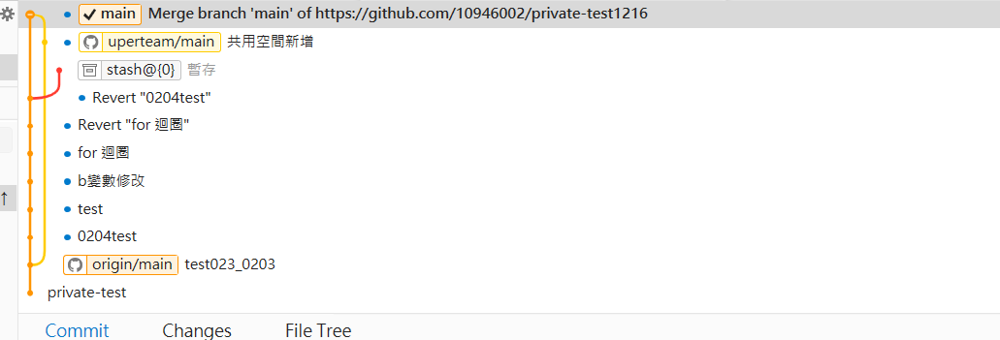 main Merge branch 'main' of https://github.com/10946002/private-test1216
uperteam/main 共用空間新增
stash@{0} 暫存
Revert "0204test"
Revert "for 迴圈"
for 迴圈
b變數修改
test
0204test
origin/main test023_0203
private-test
Commit Changes File Tree